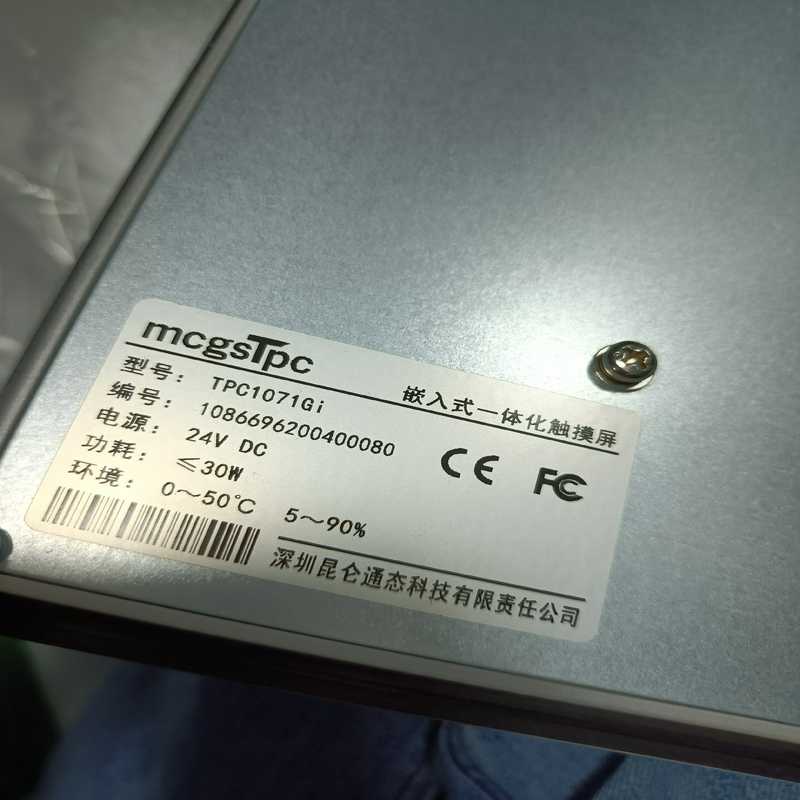 mcgsTpc
嵌入式一体化触摸屏
型号: TPC1071Gi
编号: 1086696200400080
电源: 24V DC
功耗: ≤30W
环境: 0～50℃ 5～90%
CE FC
深圳昆仑通态科技有限责任公司